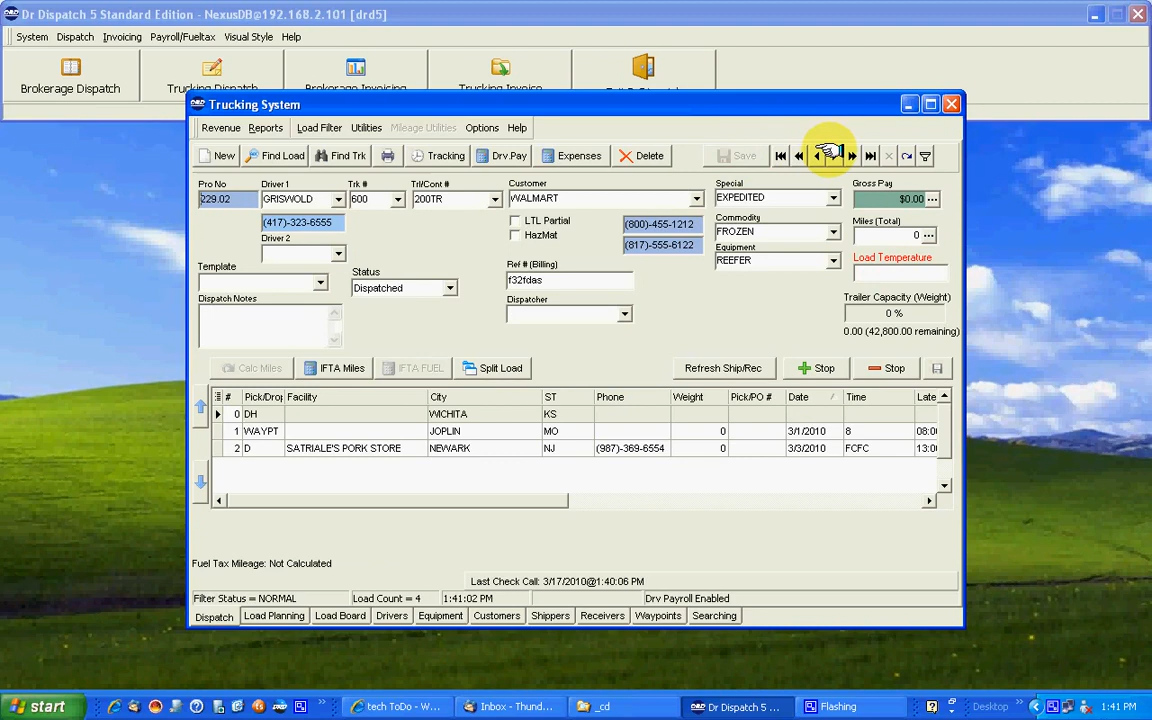 Dr Dispatch 5 Standard Edition - NexusDB@192.168.2.101 [drd5]
System Dispatch Invoicing Payroll/Fueltax Visual Style Help
Brokerage Dispatch Trucking Dispatch Brokerage Invoicing Trucking Invoice
DRD Trucking System
Revenue Reports Load Filter Utilities Mileage Utilities Options Help
New Find Load Find Trk Tracking Drv.Pay Expenses Delete Save
Pro No Driver 1 Trk # Trl/Cont # Customer Special Gross Pay
229.02 GRISWOLD 600 200TR WALMART EXPEDITED $0.00
(417)-323-6555 LTL Partial (800)-455-1212 Commodity Miles (Total)
HazMat FROZEN 0
Driver 2 (817)-555-6122 Equipment
REEFER Load Temperature
Template Status Ref # (Billing)
Dispatched f32fdas
Dispatch Notes Dispatcher Trailer Capacity (Weight)
0 %
0.00 (42,800.00 remaining)
Calc Miles IFTA Miles IFTA FUEL Split Load Refresh Ship/Rec Stop Stop
# Pick/Drop Facility City ST Phone Weight Pick/PO # Date Time Late
0 DH WICHITA KS
1 WAYPT JOPLIN MO 0 3/1/2010 8 08:0
2 D SATRIALE'S PORK STORE NEWARK NJ (987)-369-6554 0 3/3/2010 FCFC 13:0
Fuel Tax Mileage: Not Calculated
Last Check Call: 3/17/2010@1:40:06 PM
Filter Status = NORMAL Load Count = 4 1:41:02 PM Drv Payroll Enabled
Dispatch Load Planning Load Board Drivers Equipment Customers Shippers Receivers Waypoints Searching
start tech ToDo - W... Inbox - Thund... _cd Dr Dispatch 5 ... Flashing Desktop 1:41 PM